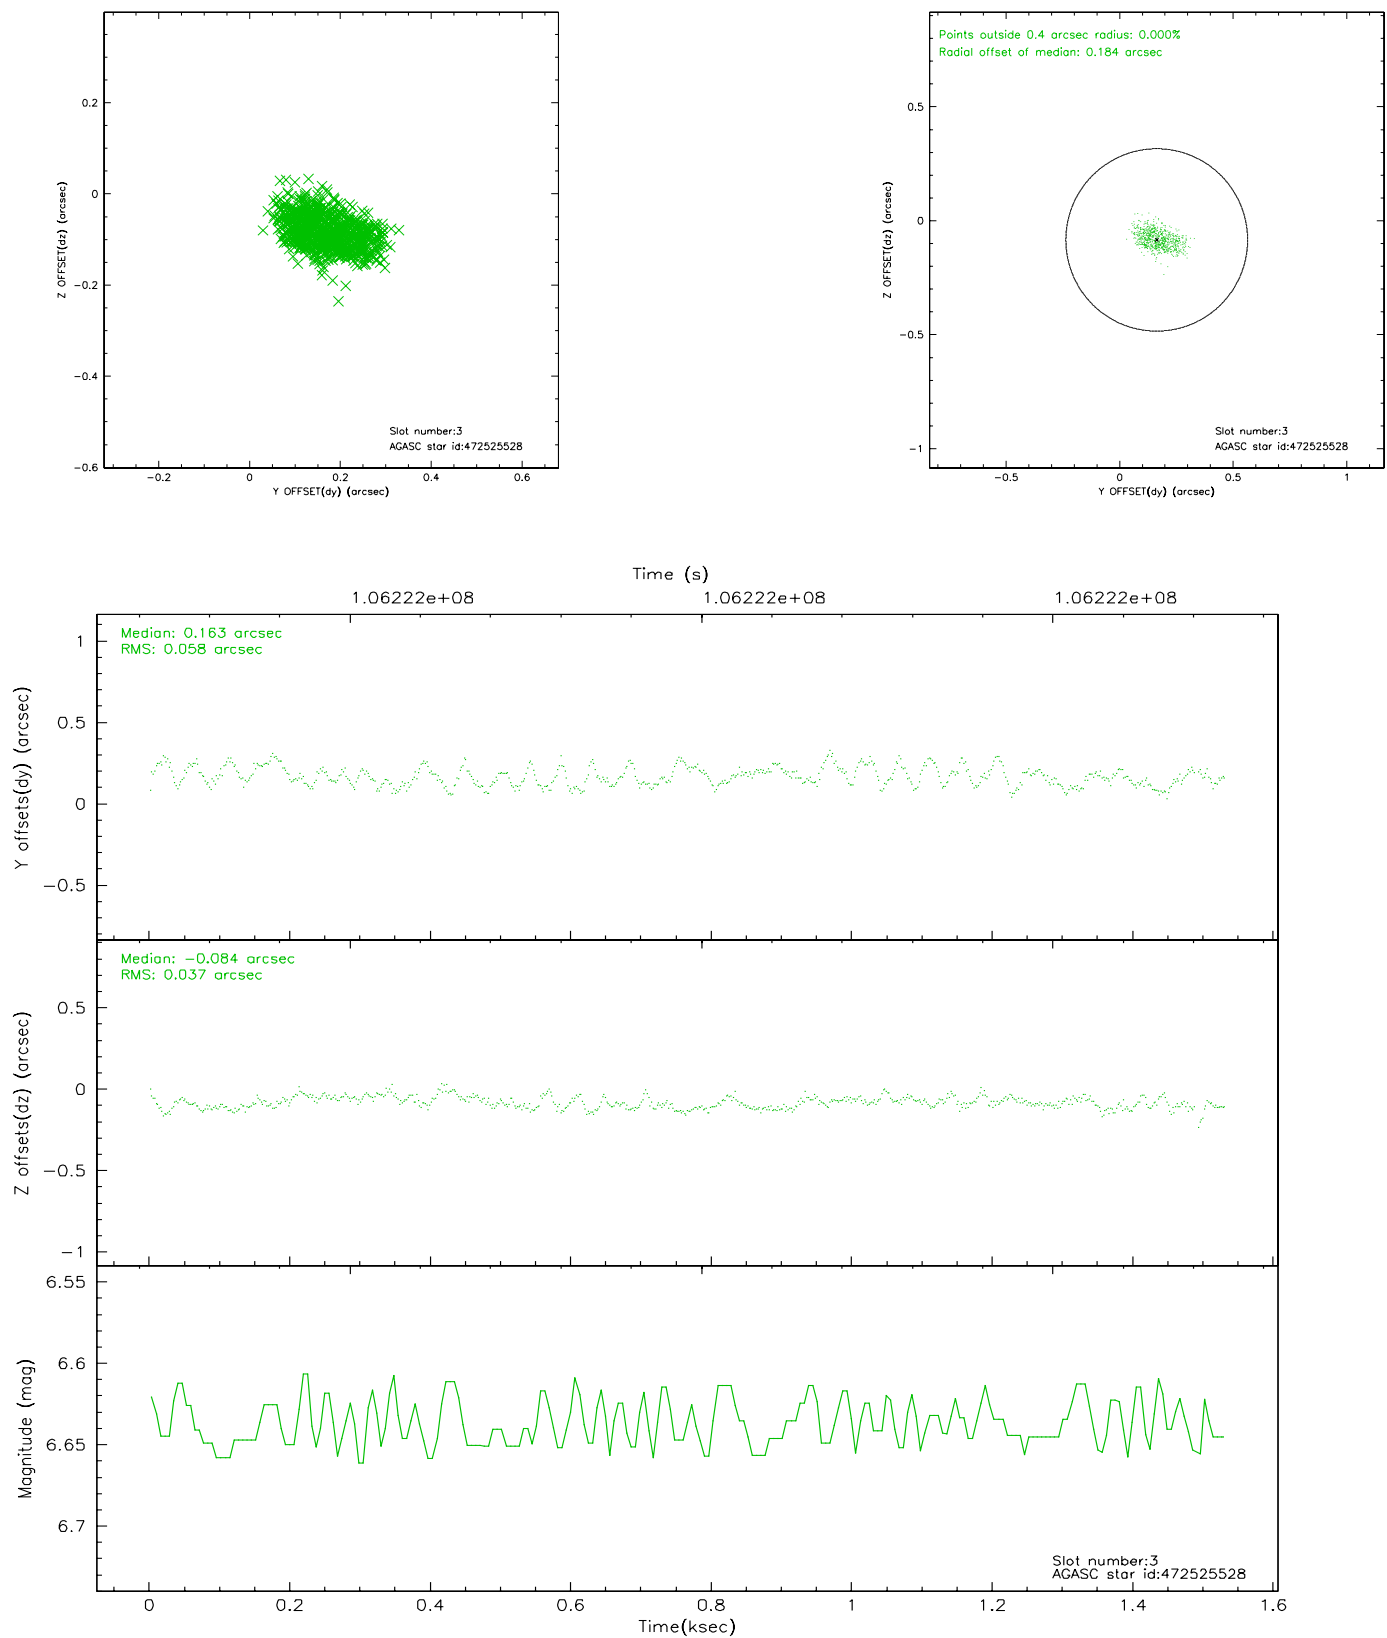 0.2
0
−0.2
−0.4
−0.6
Z OFFSET(dz) (arcsec)
−0.2
0
0.2
0.4
0.6
Y OFFSET(dy) (arcsec)
Slot number:3
AGASC star id:472525528
Points outside 0.4 arcsec radius: 0.000%
Radial offset of median: 0.184 arcsec
0.5
0
−0.5
−1
Z OFFSET(dz) (arcsec)
−0.5
0
0.5
1
Y OFFSET(dy) (arcsec)
Slot number:3
AGASC star id:472525528
Time (s)
1.06222e+08
1.06222e+08
1.06222e+08
Median: 0.163 arcsec
RMS: 0.058 arcsec
1
0.5
0
−0.5
Y offsets(dy) (arcsec)
Median: −0.084 arcsec
RMS: 0.037 arcsec
0.5
0
−0.5
−1
Z offsets(dz) (arcsec)
6.55
6.6
6.65
6.7
Magnitude (mag)
Slot number:3
AGASC star id:472525528
0
0.2
0.4
0.6
0.8
1
1.2
1.4
1.6
Time(ksec)